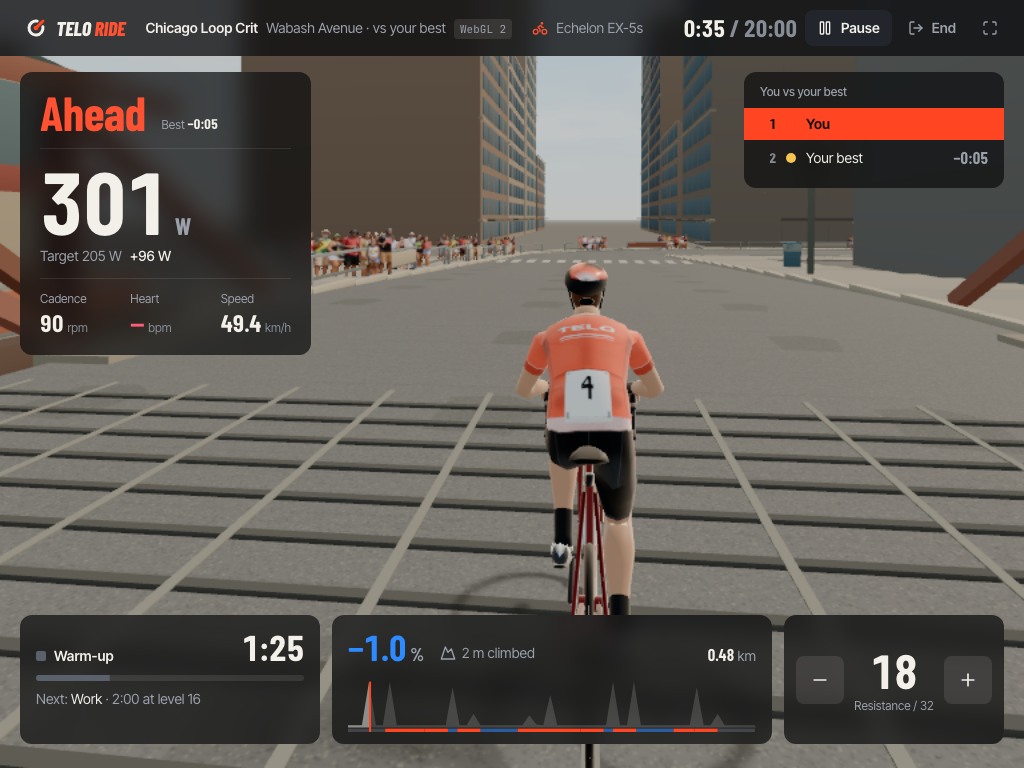 TELO RIDE Chicago Loop Crit Wabash Avenue · vs your best WebGL 2 Echelon EX-5s 0:35 / 20:00 Pause End
Ahead Best −0:05
301 W
Target 205 W +96 W
Cadence Heart Speed
90 rpm – bpm 49.4 km/h
You vs your best
1 You
2 Your best −0:05
TELO
4
Warm-up 1:25
Next: Work · 2:00 at level 16
−1.0 % 2 m climbed 0.48 km
− 18 +
Resistance / 32